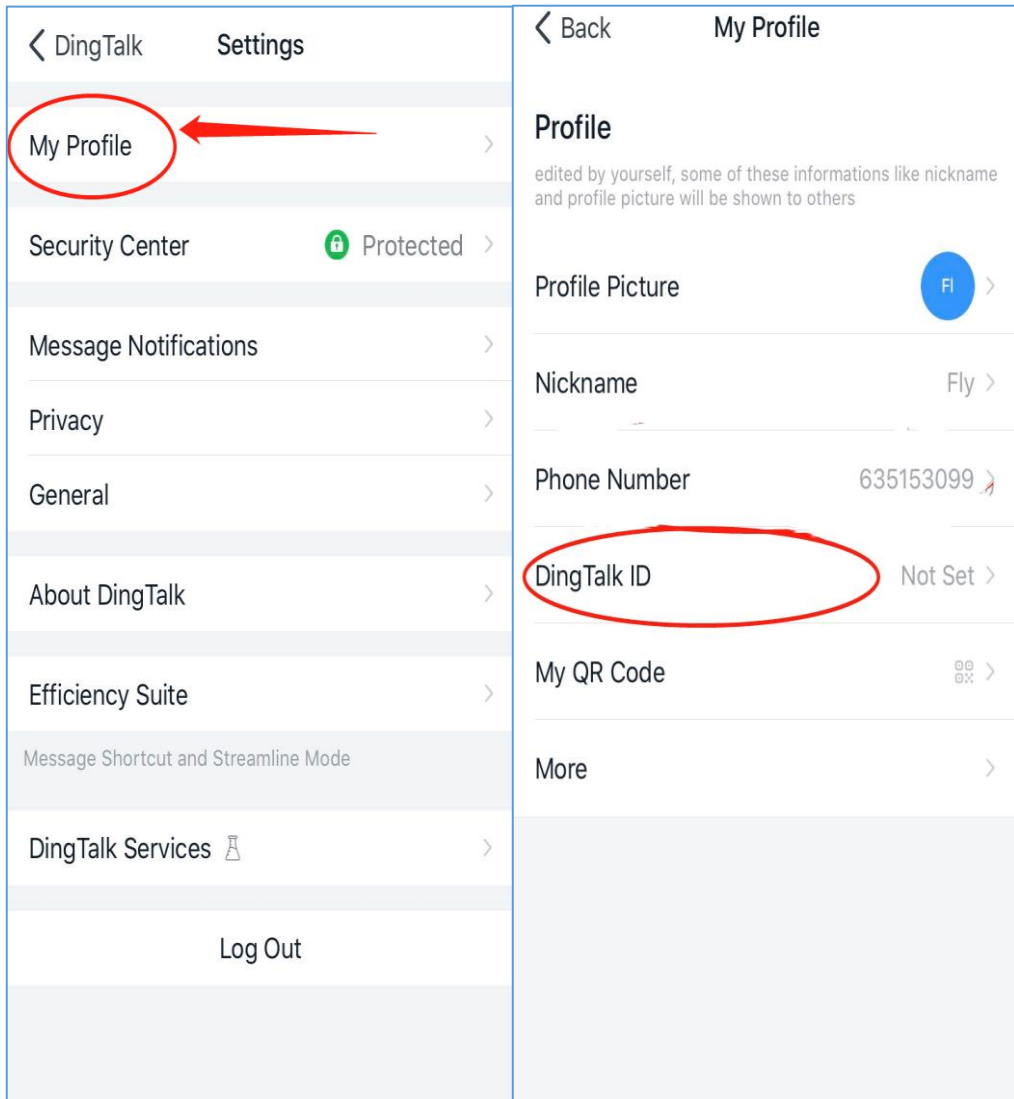 DingTalk Settings
My Profile
Security Center Protected
Message Notifications
Privacy
General
About DingTalk
Efficiency Suite
Message Shortcut and Streamline Mode
DingTalk Services
Log Out
Back My Profile
Profile
edited by yourself, some of these informations like nickname
and profile picture will be shown to others
Profile Picture FI
Nickname Fly
Phone Number 635153099
DingTalk ID Not Set
My QR Code
More